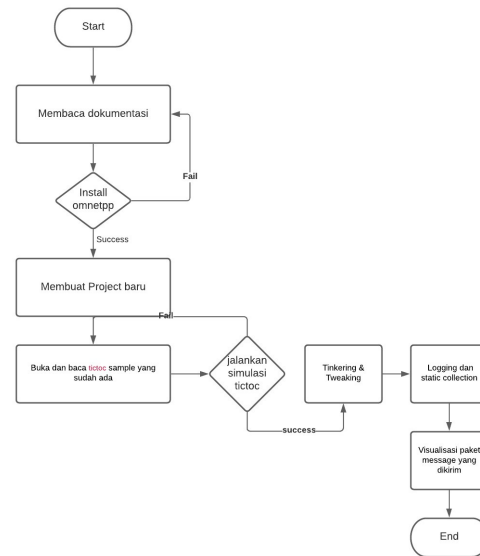 Start
Membaca dokumentasi
Fail
Install
omnetpp
Success
Membuat Project baru
Fail
Buka dan baca tictoc sample yang
sudah ada
jalankan
simulasi
tictoc
success
Tinkering &
Tweaking
Logging dan
static collection
Visualisasi paket
message yang
dikirim
End